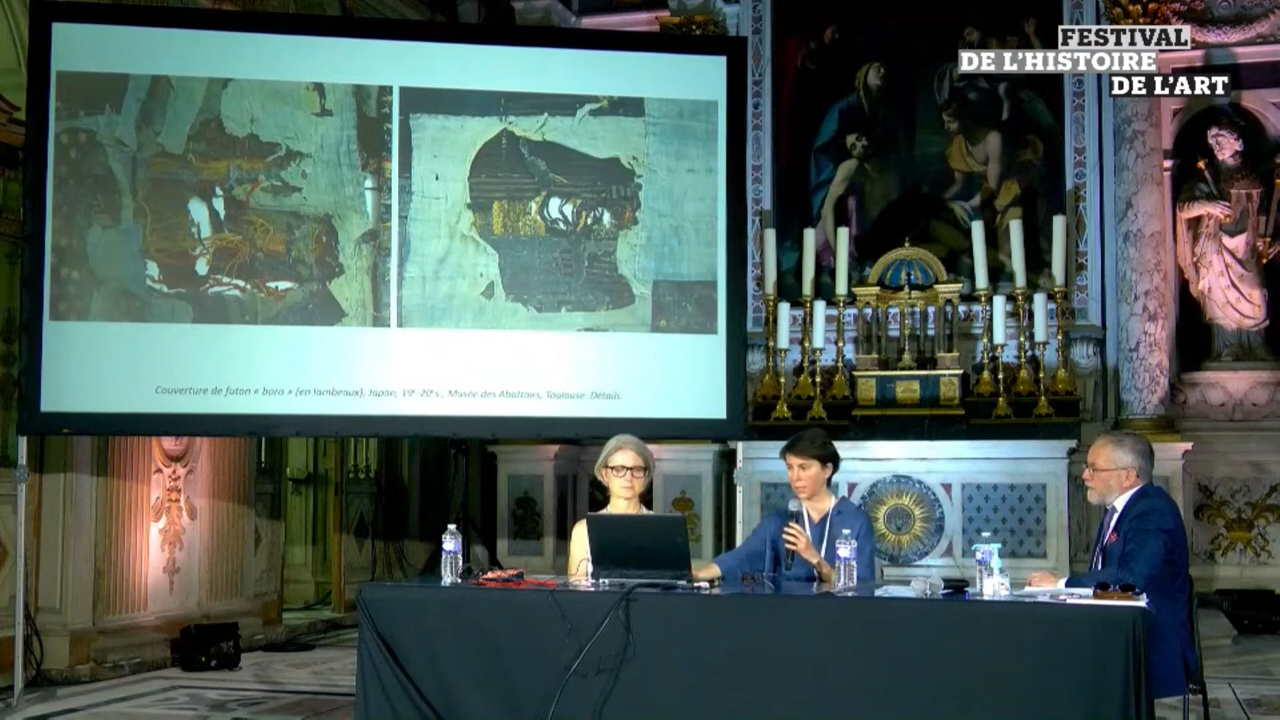 FESTIVAL
DE L'HISTOIRE
DE L'ART
Couverture de futon « boro » (en lambeaux), Japon, 19e-20e s., Musée des Abattoirs, Toulouse. Détails.